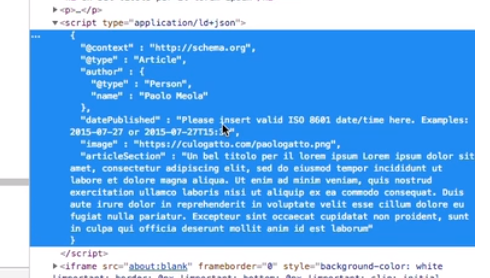 ▶<p>…</p>
▼<script type="application/ld+json">
{
"@context" : "http://schema.org",
"@type" : "Article",
"author" : {
"@type" : "Person",
"name" : "Paolo Meola"
},
"datePublished" : "Please insert valid ISO 8601 date/time here. Examples:
2015-07-27 or 2015-07-27T15:
"image" : "https://culogatto.com/paologatto.png",
"articleSection" : "Un bel titolo per il lorem ipsum Lorem ipsum dolor sit
amet, consectetur adipiscing elit, sed do eiusmod tempor incididunt ut
labore et dolore magna aliqua. Ut enim ad minim veniam, quis nostrud
exercitation ullamco laboris nisi ut aliquip ex ea commodo consequat. Duis
aute irure dolor in reprehenderit in voluptate velit esse cillum dolore eu
fugiat nulla pariatur. Excepteur sint occaecat cupidatat non proident, sunt
in culpa qui officia deserunt mollit anim id est laborum"
}
</script>
▶<iframe src="about:blank" frameborder="0" style="background-color: white